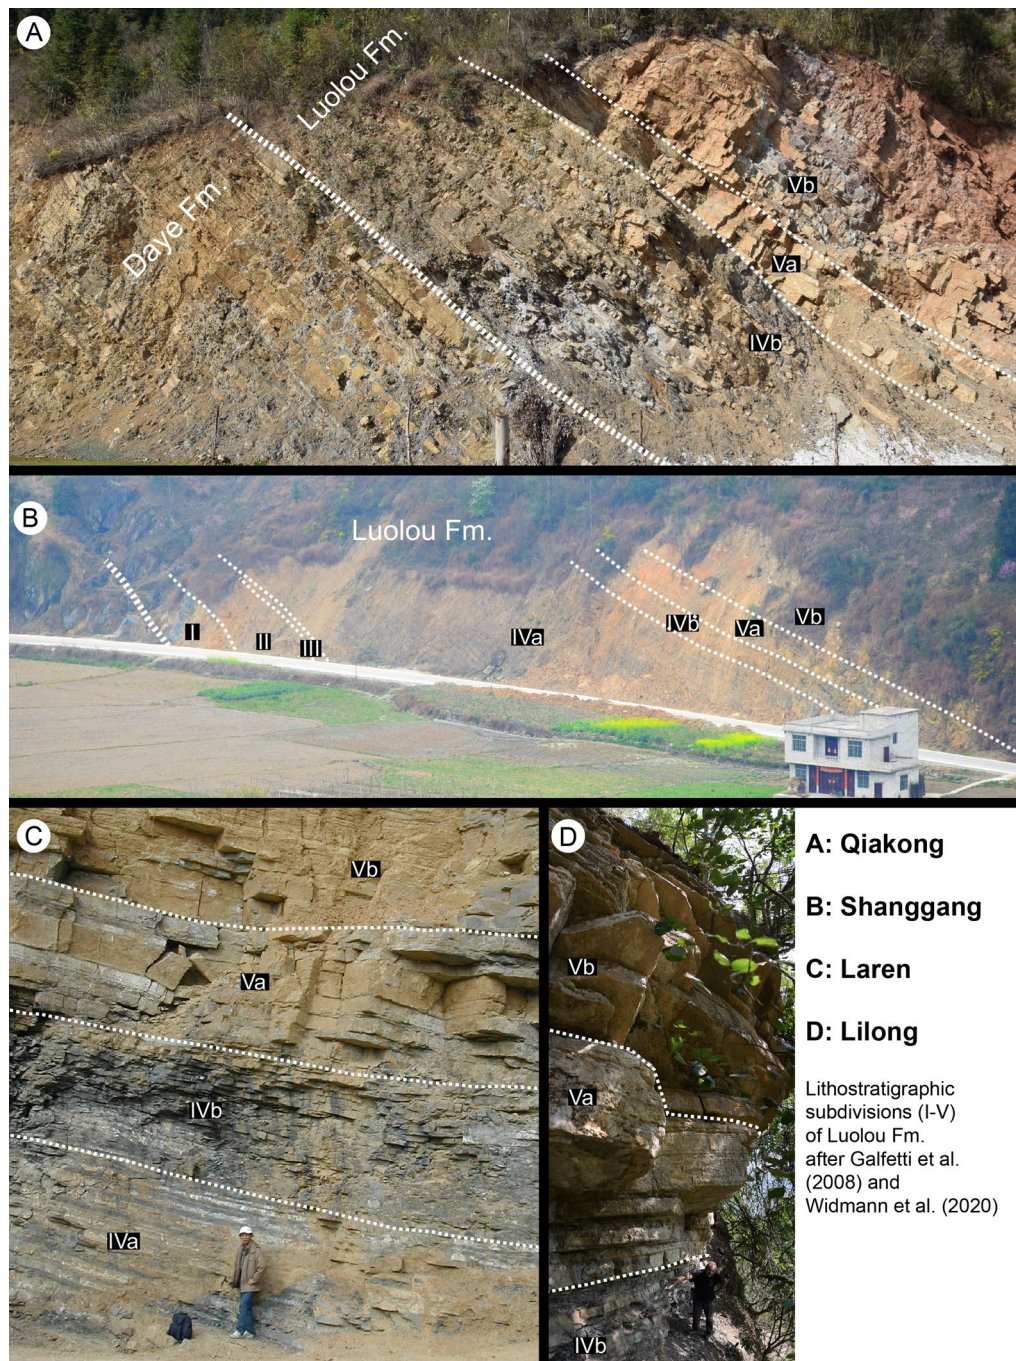 A
Luolou Fm.
Daye Fm.
Vb
Va
IVb
B
Luolou Fm.
I
II
III
IVa
IVb
Va
Vb
C
Vb
Va
IVb
IVa
D
Vb
Va
IVb
A: Qiakong
B: Shanggang
C: Laren
D: Lilong
Lithostratigraphic
subdivisions (I-V)
of Luolou Fm.
after Galfetti et al.
(2008) and
Widmann et al. (2020)